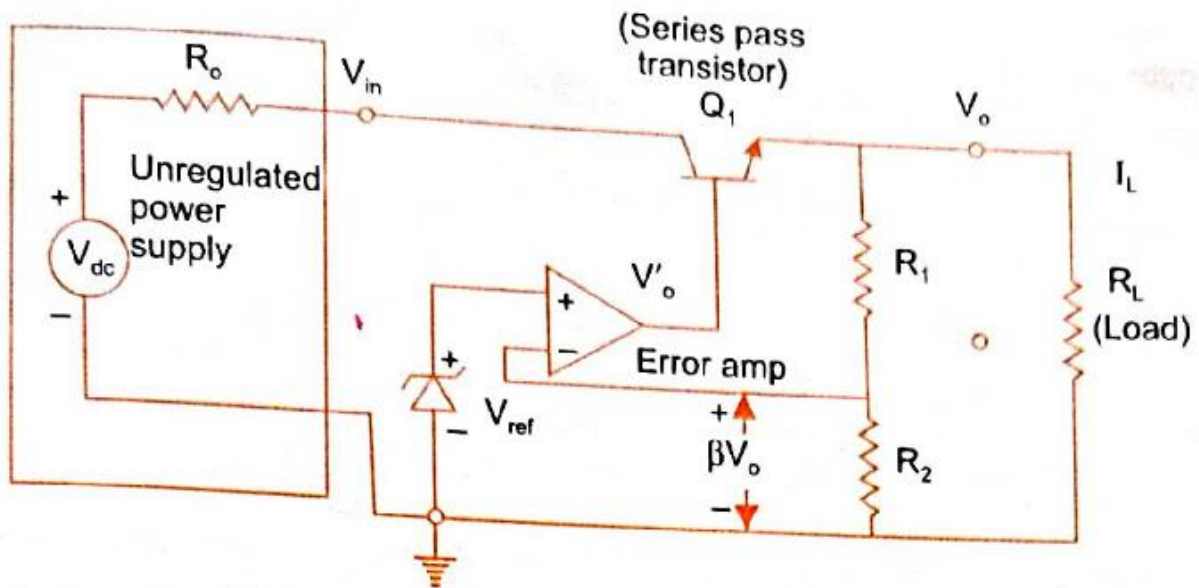 (Series pass
transistor)
Q₁
R₀
V_in
V₀
I_L
Unregulated
power
supply
+
V_dc
−
+
−
V'₀
Error amp
R₁
R_L
(Load)
+
V_ref
−
+
βV₀
−
R₂